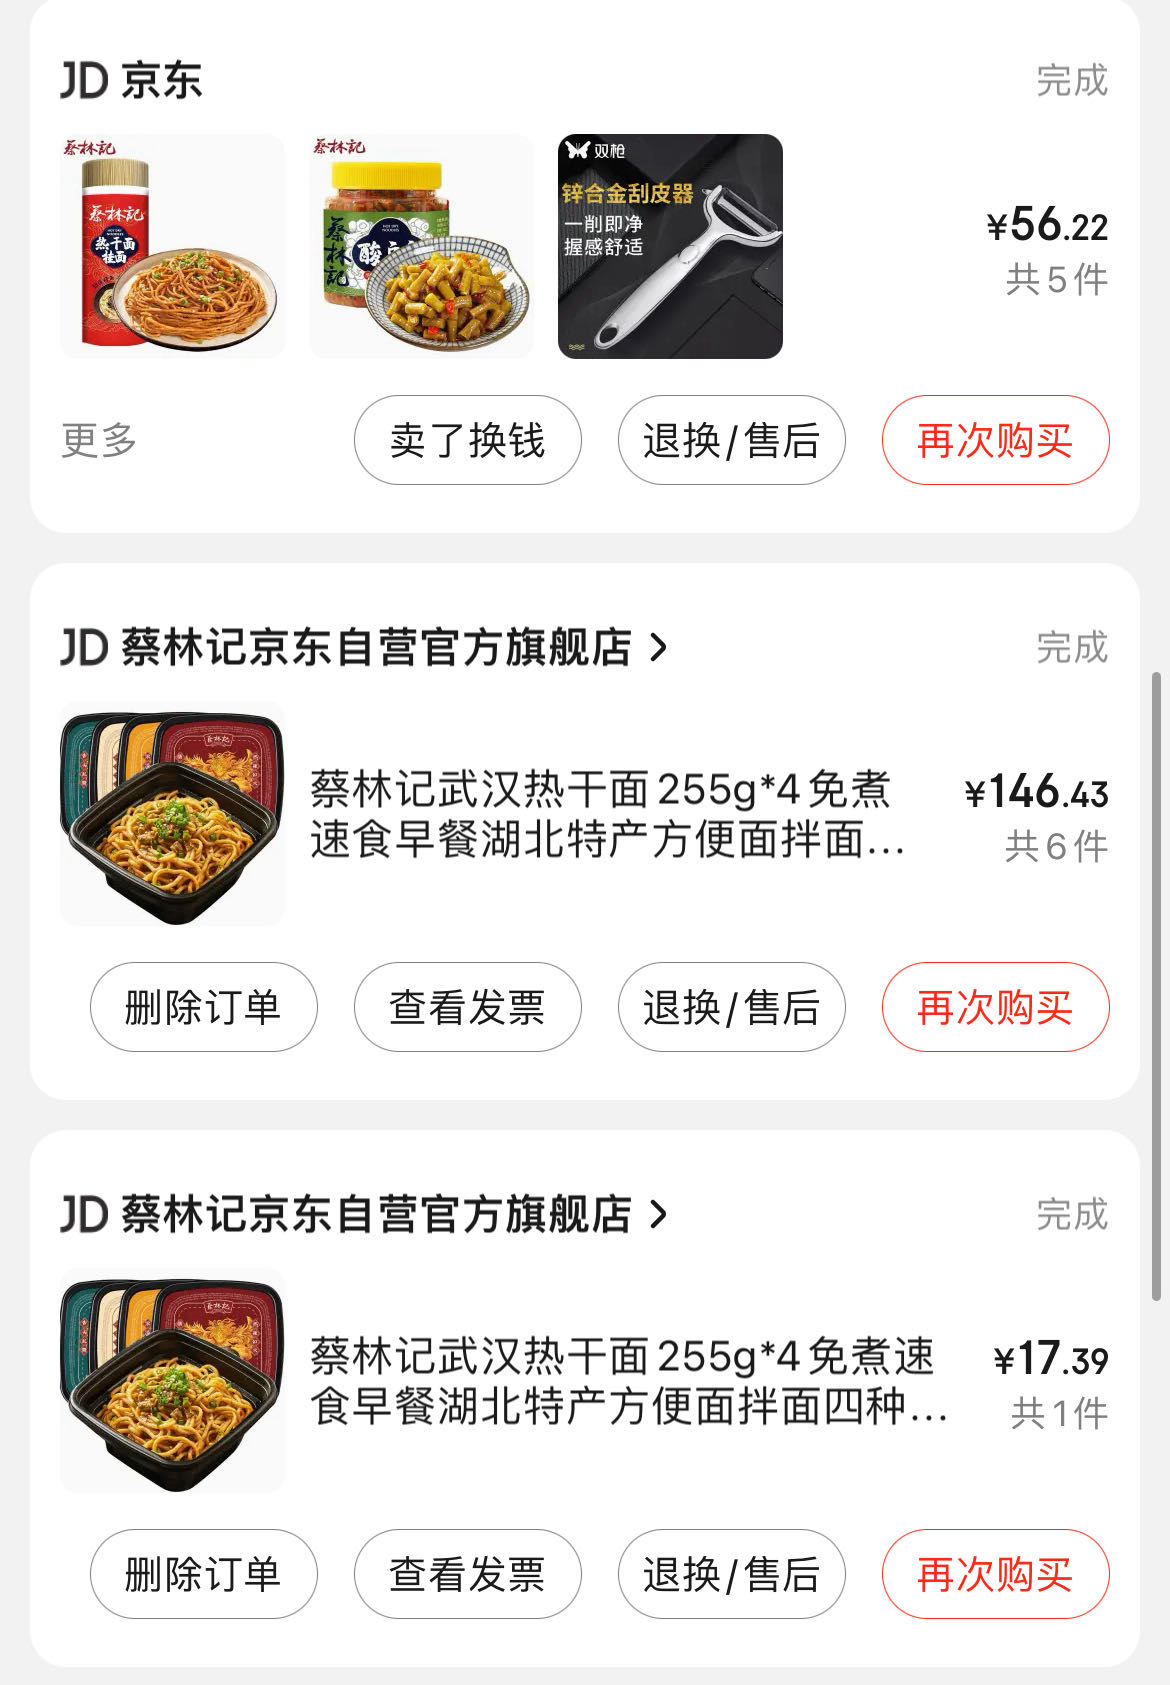 JD 京东
完成
蔡林記
蔡林記
热干面
挂面
蔡林記
蔡林記
HOT DRY
NOODLES
酸
双枪
锌合金刮皮器
一削即净
握感舒适
¥56.22
共5件
更多
卖了换钱
退换/售后
再次购买
JD 蔡林记京东自营官方旗舰店 >
完成
蔡林記
蔡林记武汉热干面255g*4免煮
速食早餐湖北特产方便面拌面...
¥146.43
共6件
删除订单
查看发票
退换/售后
再次购买
JD 蔡林记京东自营官方旗舰店 >
完成
蔡林記
蔡林记武汉热干面255g*4免煮速
食早餐湖北特产方便面拌面四种...
¥17.39
共1件
删除订单
查看发票
退换/售后
再次购买